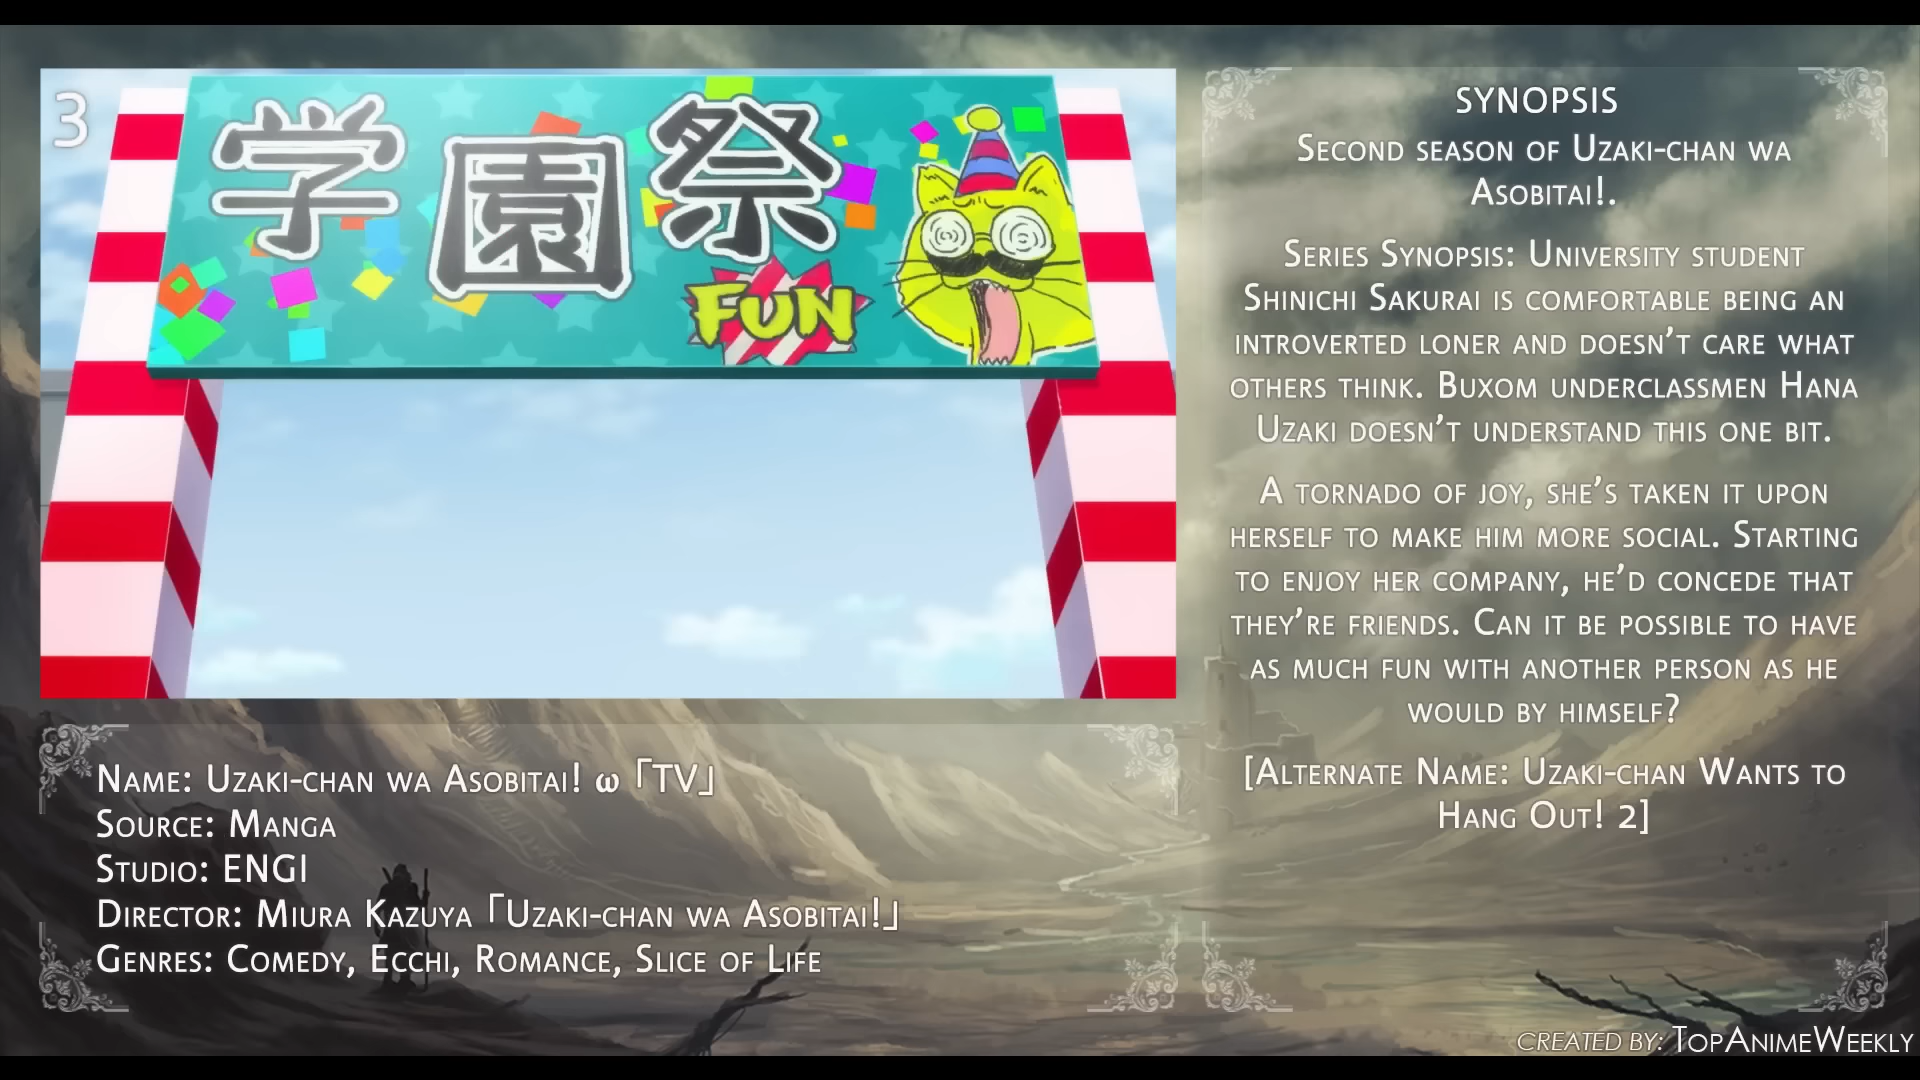 3
学園祭
FUN
SYNOPSIS
Second season of Uzaki-chan wa
Asobitai!.
Series Synopsis: University student
Shinichi Sakurai is comfortable being an
introverted loner and doesn't care what
others think. Buxom underclassmen Hana
Uzaki doesn't understand this one bit.
A tornado of joy, she's taken it upon
herself to make him more social. Starting
to enjoy her company, he'd concede that
they're friends. Can it be possible to have
as much fun with another person as he
would by himself?
[Alternate Name: Uzaki-chan Wants to
Hang Out! 2]
Name: Uzaki-chan wa Asobitai! ω「TV」
Source: Manga
Studio: ENGI
Director: Miura Kazuya「Uzaki-chan wa Asobitai!」
Genres: Comedy, Ecchi, Romance, Slice of Life
CREATED BY: TopAnimeWeekly